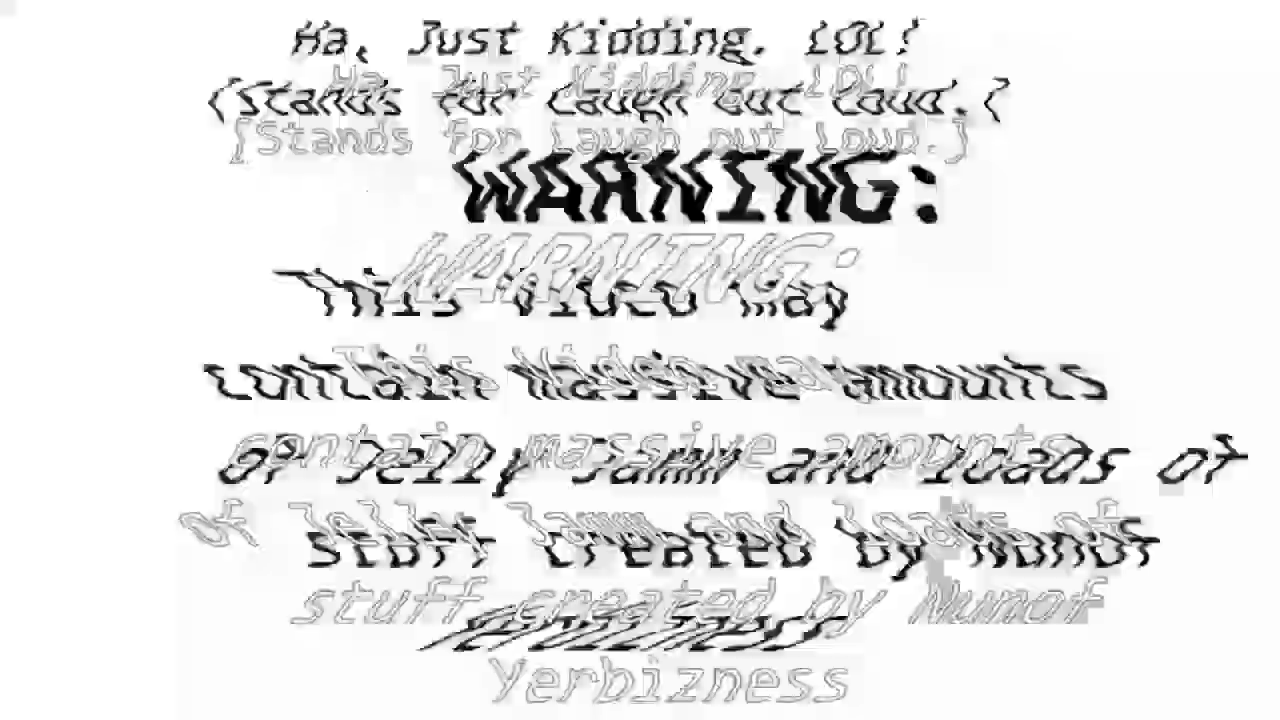 Ha, Just Kidding. LOL!
[Stands for Laugh out Loud.]
WARNING:
This video may
contain massive amounts
of Jelly Jamm and loads of
stuff created by Nunof
Yerbizness